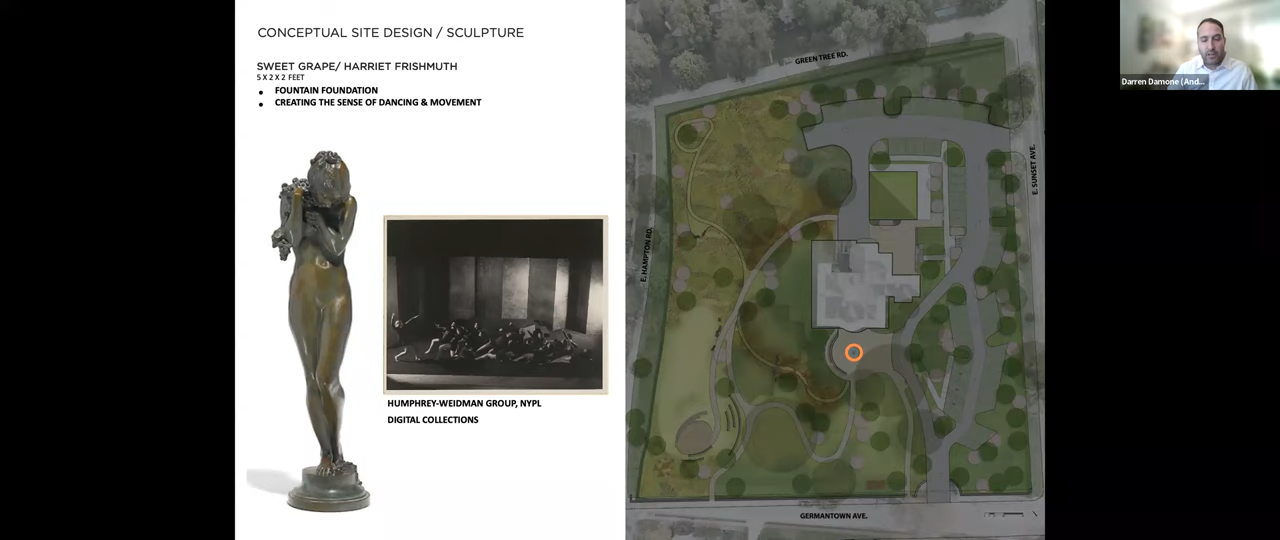 CONCEPTUAL SITE DESIGN / SCULPTURE
SWEET GRAPE/ HARRIET FRISHMUTH
5 X 2 X 2 FEET
• FOUNTAIN FOUNDATION
• CREATING THE SENSE OF DANCING & MOVEMENT
HUMPHREY-WEIDMAN GROUP, NYPL
DIGITAL COLLECTIONS
GREEN TREE RD.
E. SUNSET AVE.
E. HAMPTON RD.
GERMANTOWN AVE.
Darren Damone (And...